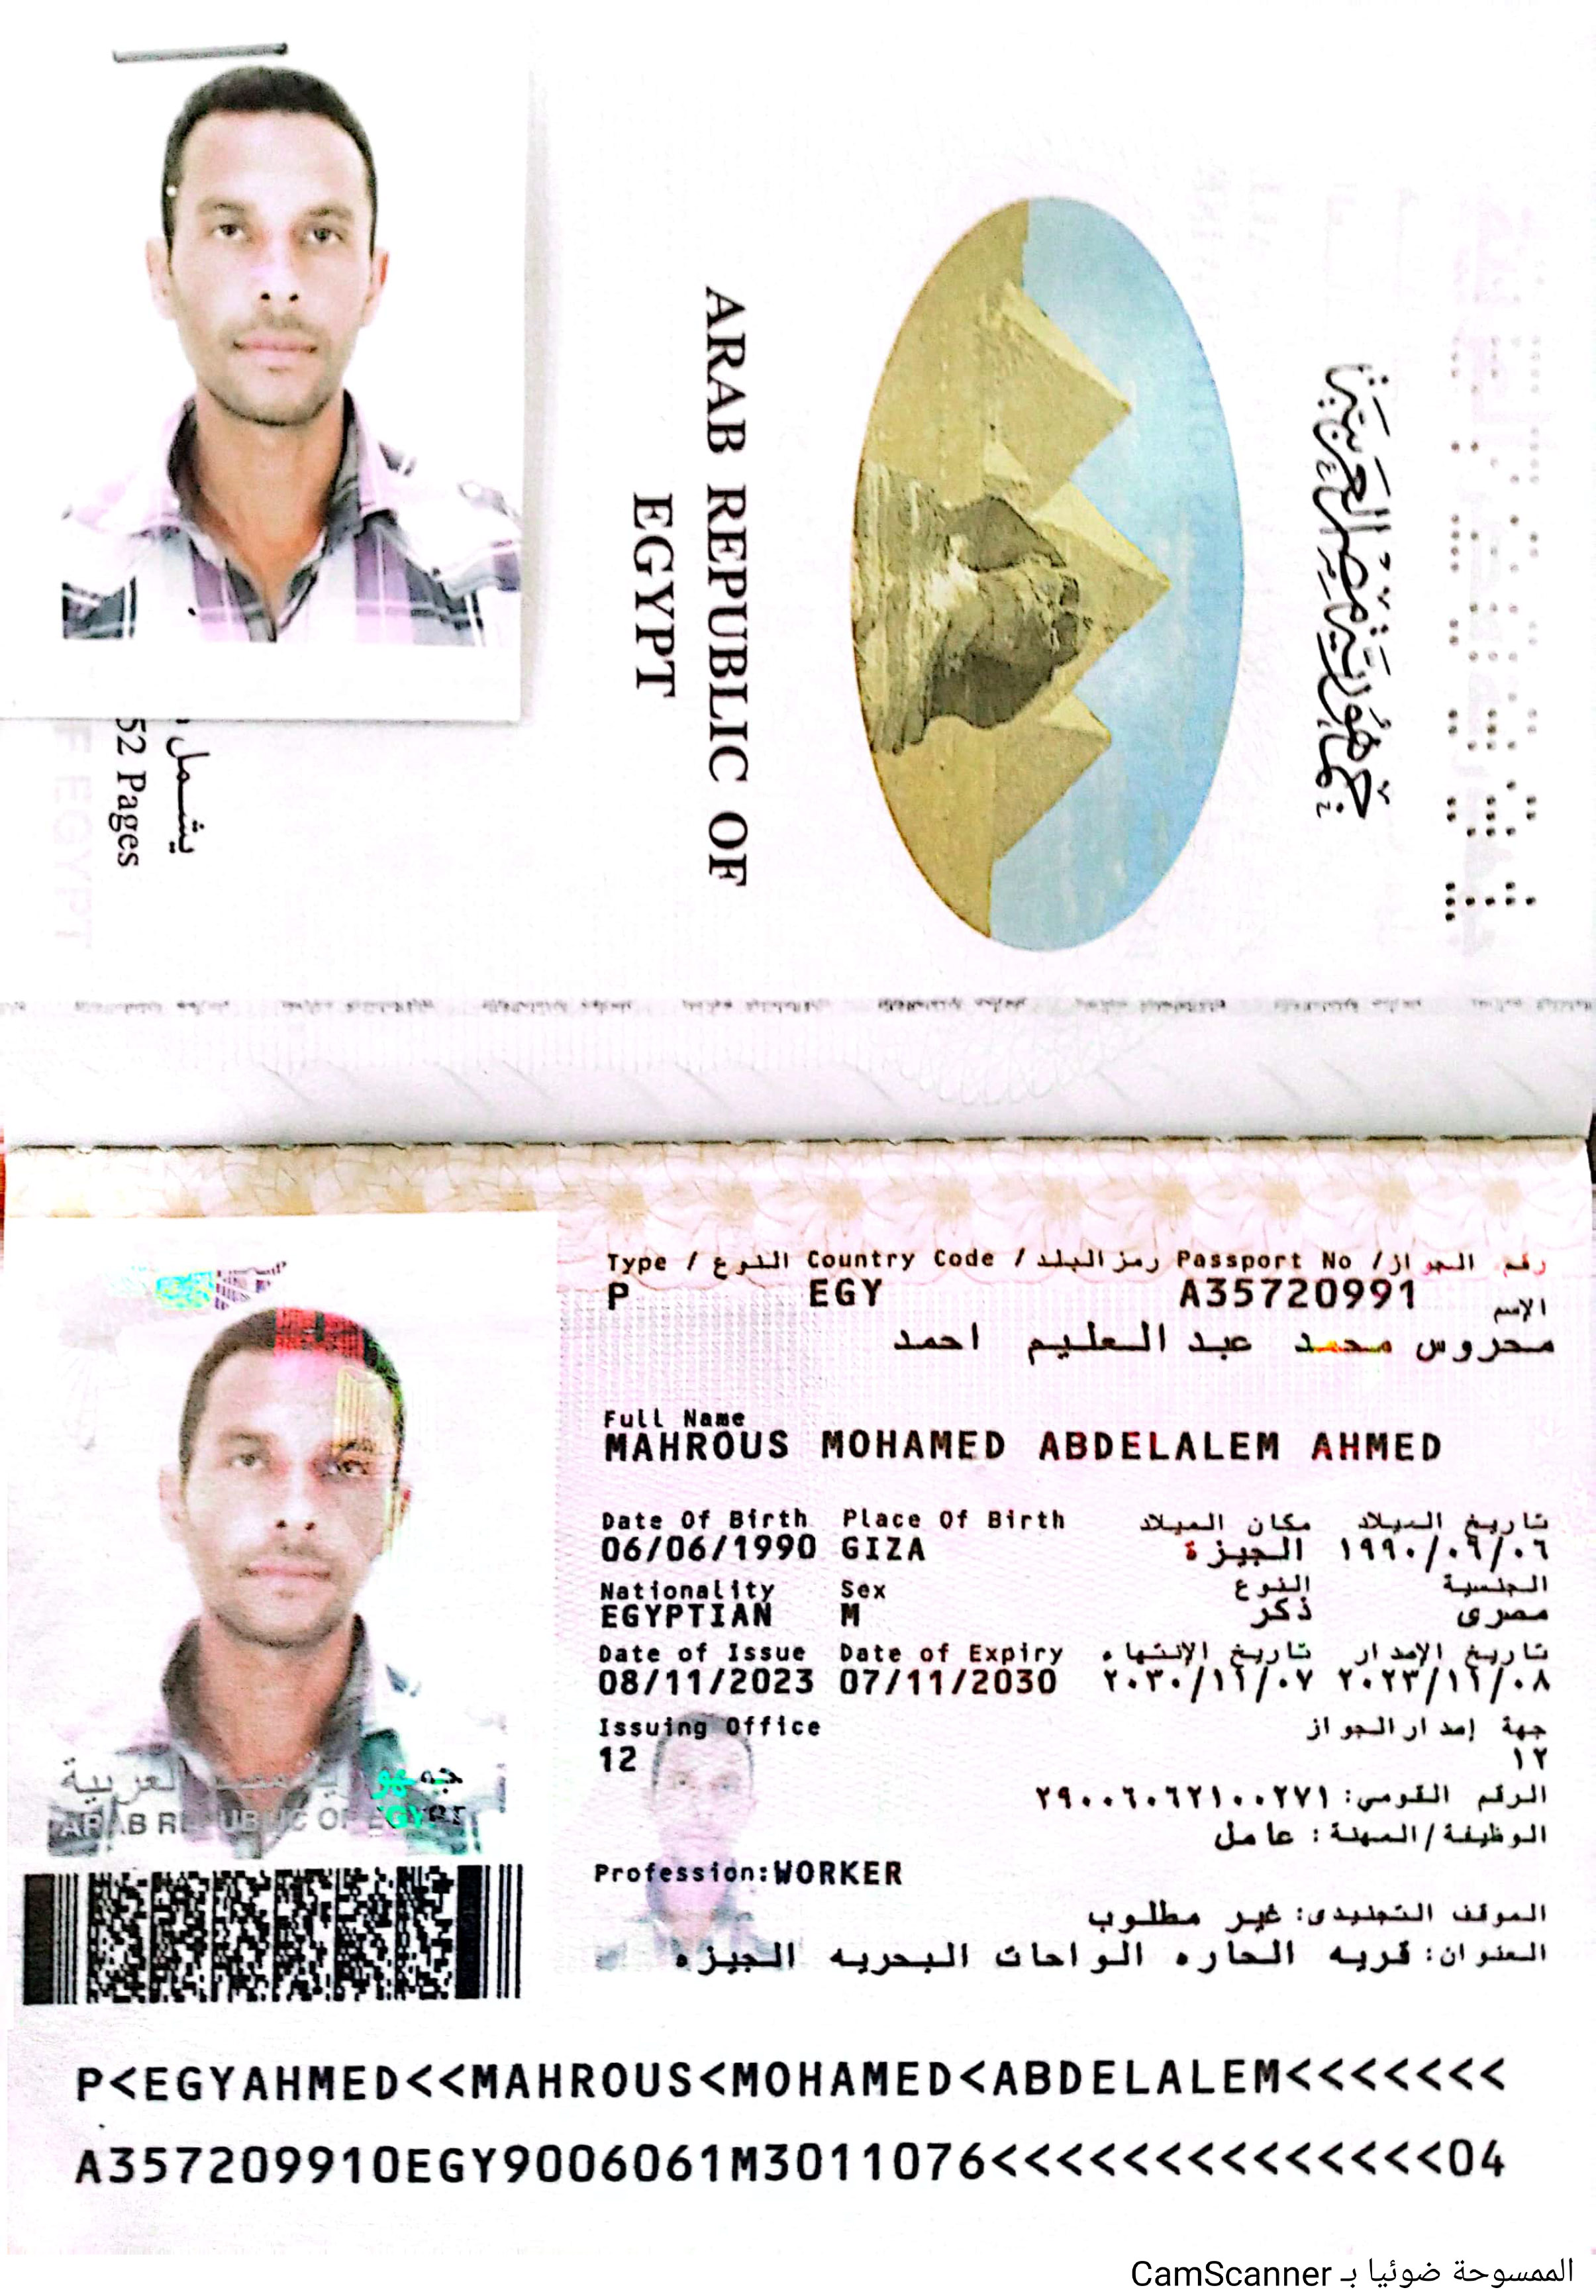 ARAB REPUBLIC OF
EGYPT
جمهورية مصر العربية
52 Pages
يشمل
Type / النوع Country Code / رمز البلد Passport No / رقم الجواز
P EGY A35720991
الإسم
محروس محمد عبد العليم احمد
Full Name
MAHROUS MOHAMED ABDELALEM AHMED
Date Of Birth Place Of Birth مكان الميلاد تاريخ الميلاد
06/06/1990 GIZA الجيزة ١٩٩٠/٠٦/٠٦
Nationality Sex النوع الجنسية
EGYPTIAN M ذكر مصرى
Date of Issue Date of Expiry تاريخ الإنتهاء تاريخ الإصدار
08/11/2023 07/11/2030 ٢٠٣٠/١١/٠٧ ٢٠٢٣/١١/٠٨
Issuing Office جهة إصدار الجواز
12 ١٢
الرقم القومي: ٢٩٠٠٦٠٦٢١٠٠٢٧١
الوظيفة/المهنة: عامل
Profession:WORKER
الموقف التجنيدى: غير مطلوب
العنوان: قريه الحاره الواحات البحريه الجيزه
جمهورية مصر العربية
ARAB REPUBLIC OF EGYPT
P<EGYAHMED<<MAHROUS<MOHAMED<ABDELALEM<<<<<<<
A357209910EGY9006061M3011076<<<<<<<<<<<<<<04
الممسوحة ضوئيا بـ CamScanner